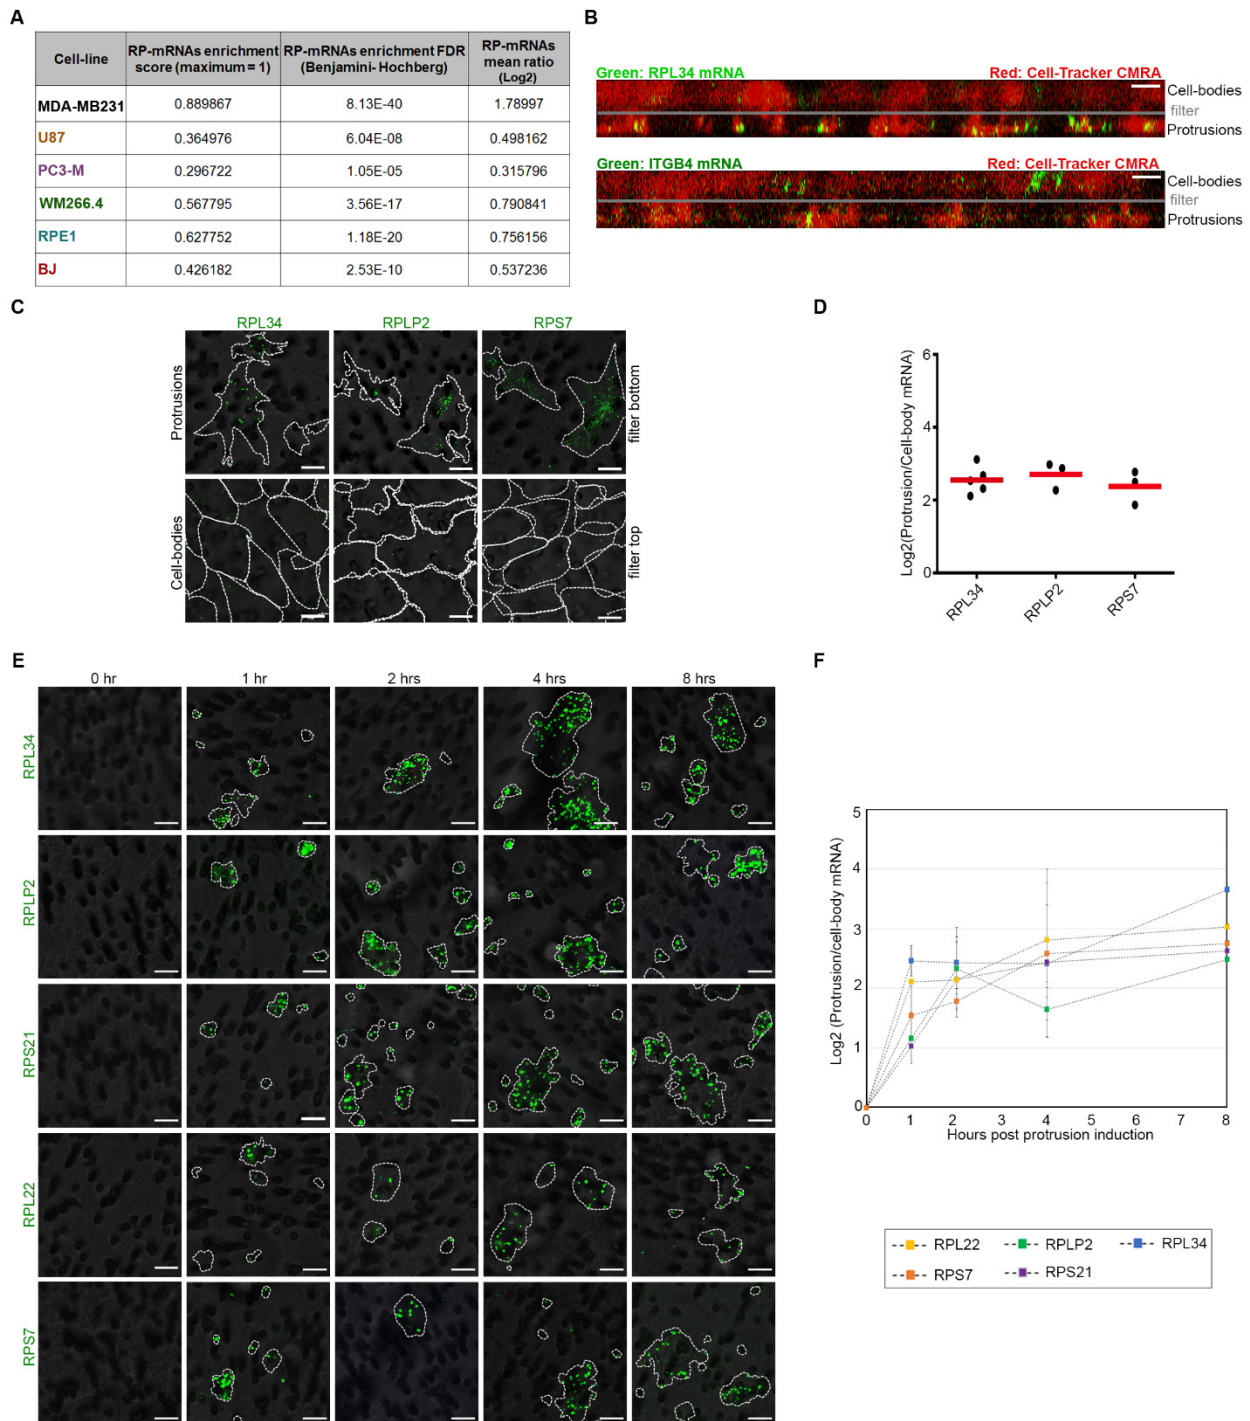 A
Cell-line
RP-mRNAs enrichment score (maximum = 1)
RP-mRNAs enrichment FDR (Benjamini- Hochberg)
RP-mRNAs mean ratio (Log2)
MDA-MB231 0.889867 8.13E-40 1.78997
U87 0.364976 6.04E-08 0.498162
PC3-M 0.296722 1.05E-05 0.315796
WM266.4 0.567795 3.56E-17 0.790841
RPE1 0.627752 1.18E-20 0.756156
BJ 0.426182 2.53E-10 0.537236
B
Green: RPL34 mRNA Red: Cell-Tracker CMRA
Cell-bodies
filter
Protrusions
Green: ITGB4 mRNA Red: Cell-Tracker CMRA
Cell-bodies
filter
Protrusions
C
RPL34 RPLP2 RPS7
Protrusions
filter bottom
Cell-bodies
filter top
D
Log2(Protrusion/Cell-body mRNA)
6
4
2
0
RPL34 RPLP2 RPS7
E
0 hr 1 hr 2 hrs 4 hrs 8 hrs
RPL34
RPLP2
RPS21
RPL22
RPS7
F
Log2 (Protrusion/cell-body mRNA)
5
4
3
2
1
0
0 1 2 3 4 5 6 7 8
Hours post protrusion induction
RPL22 RPLP2 RPL34
RPS7 RPS21